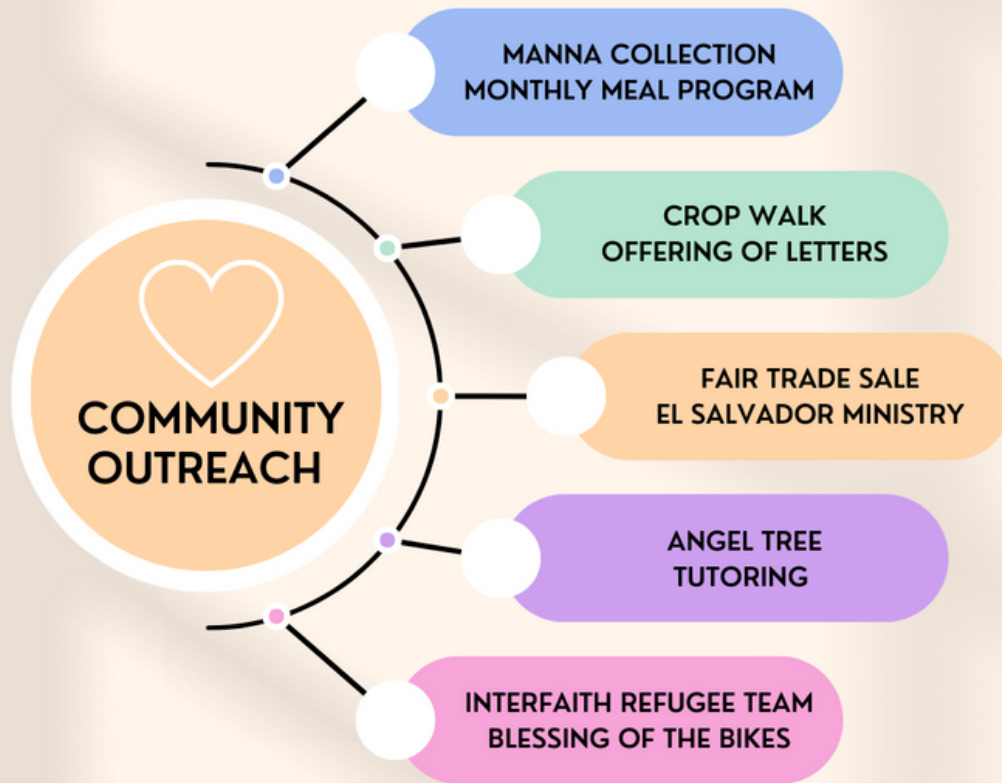 MANNA COLLECTION
MONTHLY MEAL PROGRAM
CROP WALK
OFFERING OF LETTERS
COMMUNITY
OUTREACH
FAIR TRADE SALE
EL SALVADOR MINISTRY
ANGEL TREE
TUTORING
INTERFAITH REFUGEE TEAM
BLESSING OF THE BIKES